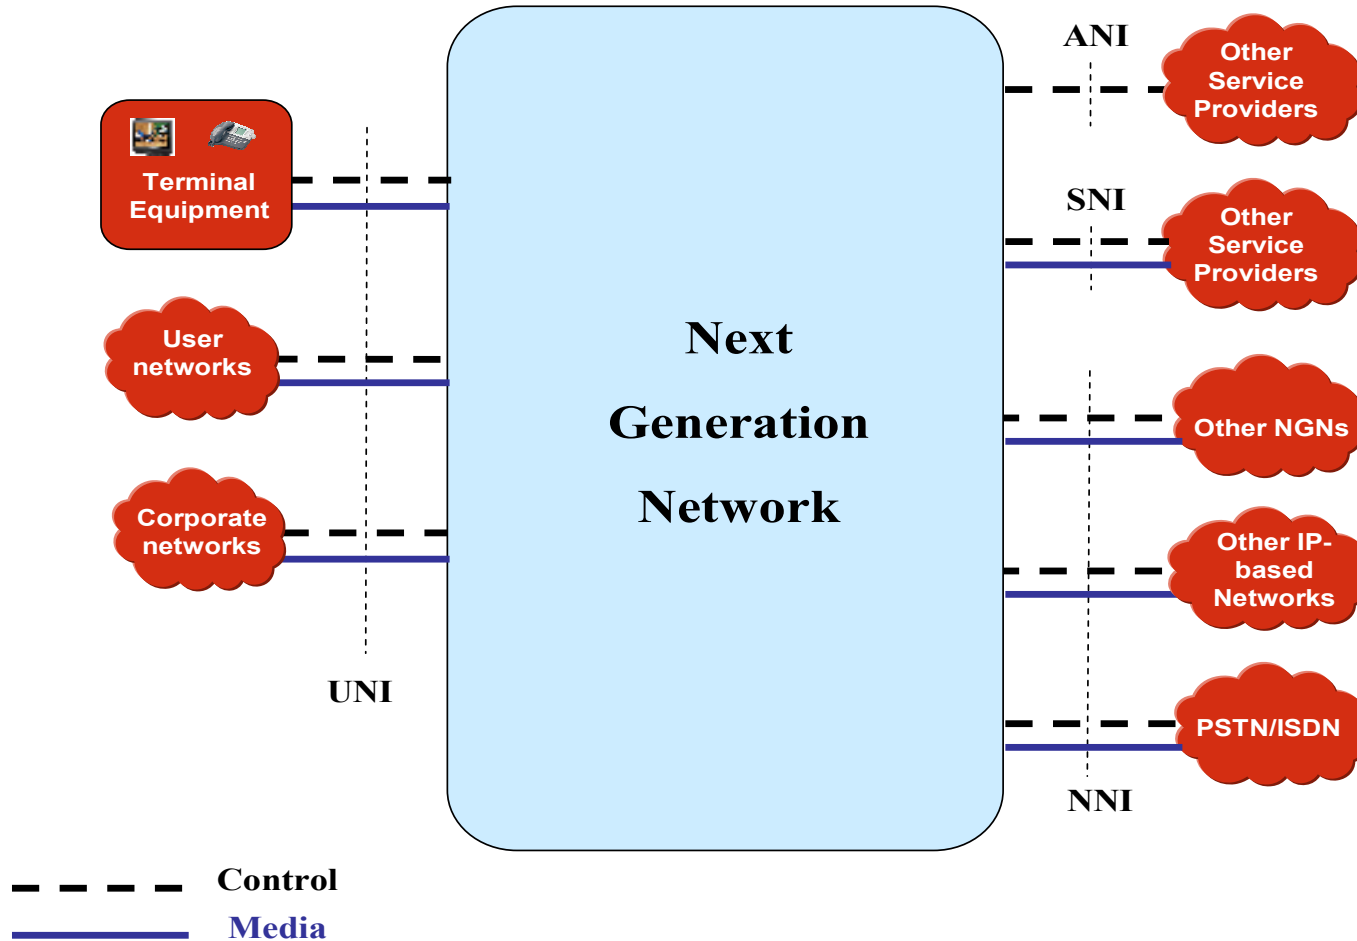 ANI
Other
Service
Providers
Terminal
Equipment
SNI
Other
Service
Providers
User
networks
Next
Generation
Network
Other NGNs
Corporate
networks
Other IP-
based
Networks
UNI
PSTN/ISDN
NNI
Control
Media